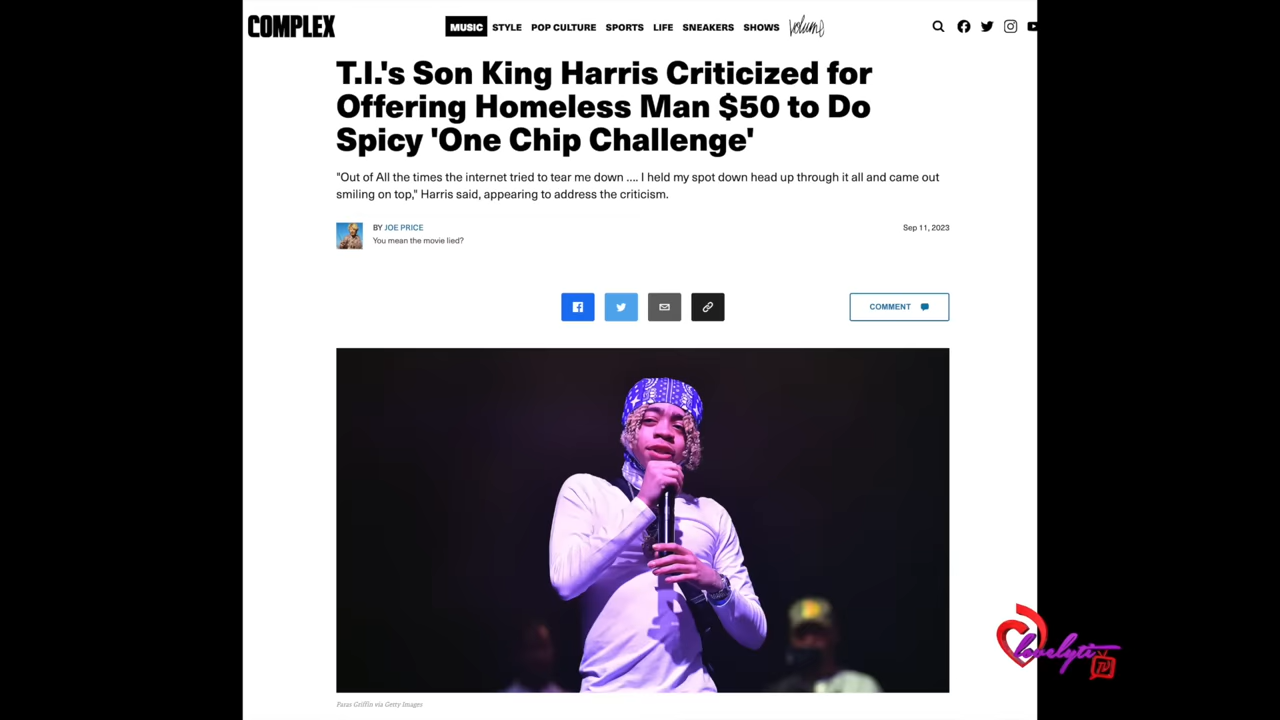 COMPLEX
MUSIC STYLE POP CULTURE SPORTS LIFE SNEAKERS SHOWS volume
T.I.'s Son King Harris Criticized for
Offering Homeless Man $50 to Do
Spicy 'One Chip Challenge'
"Out of All the times the internet tried to tear me down .... I held my spot down head up through it all and came out
smiling on top," Harris said, appearing to address the criticism.
BY JOE PRICE
Sep 11, 2023
You mean the movie lied?
COMMENT
Paras Griffin via Getty Images
lovelyti
TV